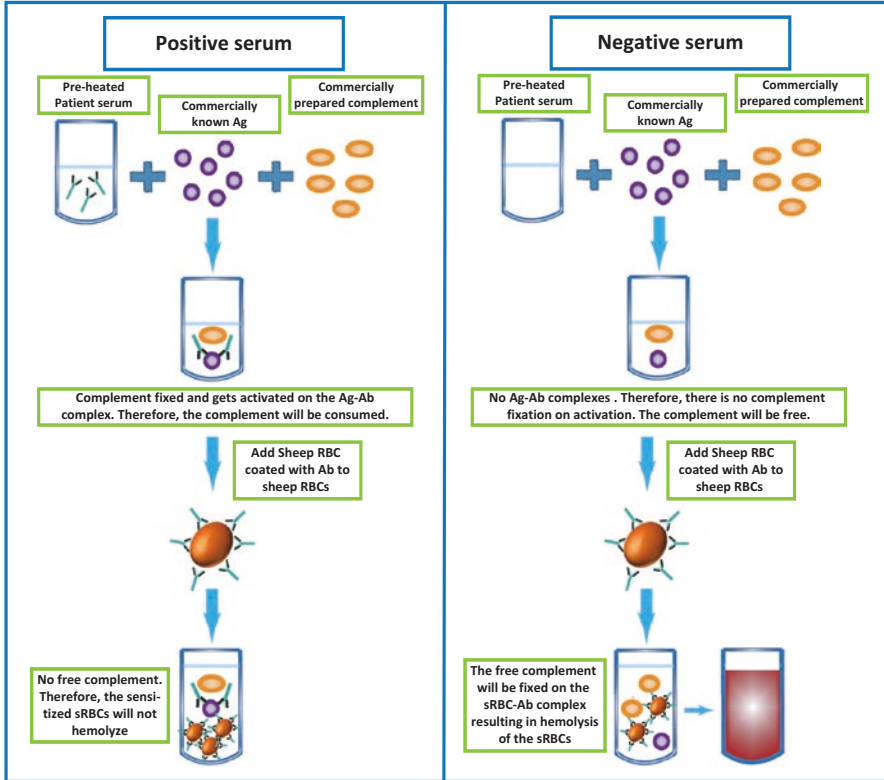 Positive serum
Pre-heated
Patient serum
Commercially
known Ag
Commercially
prepared complement
Complement fixed and gets activated on the Ag-Ab
complex. Therefore, the complement will be consumed.
Add Sheep RBC
coated with Ab to
sheep RBCs
No free complement.
Therefore, the sensi-
tized sRBCs will not
hemolyze
Negative serum
Pre-heated
Patient serum
Commercially
known Ag
Commercially
prepared complement
No Ag-Ab complexes . Therefore, there is no complement
fixation on activation. The complement will be free.
Add Sheep RBC
coated with Ab to
sheep RBCs
The free complement
will be fixed on the
sRBC-Ab complex
resulting in hemolysis
of the sRBCs